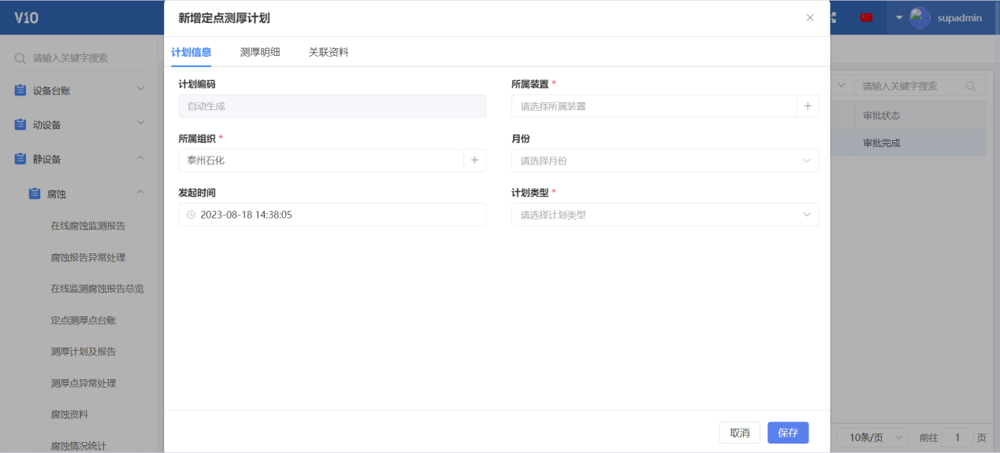 V10
supadmin
请输入关键字搜索
设备台账
动设备
静设备
腐蚀
在线腐蚀监测报告
腐蚀报告异常处理
在线监测腐蚀报告总览
定点测厚点台账
测厚计划及报告
测厚点异常处理
腐蚀资料
腐蚀情况统计
新增定点测厚计划
计划信息 测厚明细 关联资料
计划编码 所属装置 *
自动生成 请选择所属装置
所属组织 * 月份
泰州石化 请选择月份
发起时间 计划类型 *
2023-08-18 14:38:05 请选择计划类型
取消 保存
请输入关键字搜索
审批状态
审批完成
10条/页 前往 1 页